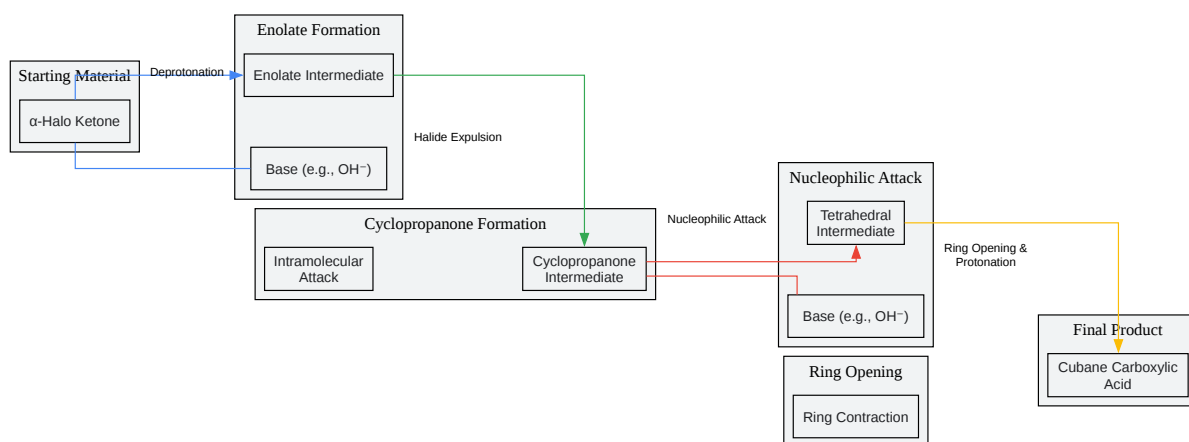 Enolate Formation
Enolate Intermediate
Base (e.g., OH⁻)
Starting Material
α-Halo Ketone
Deprotonation
Halide Expulsion
Cyclopropanone Formation
Intramolecular
Attack
Cyclopropanone
Intermediate
Nucleophilic Attack
Nucleophilic Attack
Tetrahedral
Intermediate
Base (e.g., OH⁻)
Ring Opening &
Protonation
Ring Opening
Ring Contraction
Final Product
Cubane Carboxylic
Acid